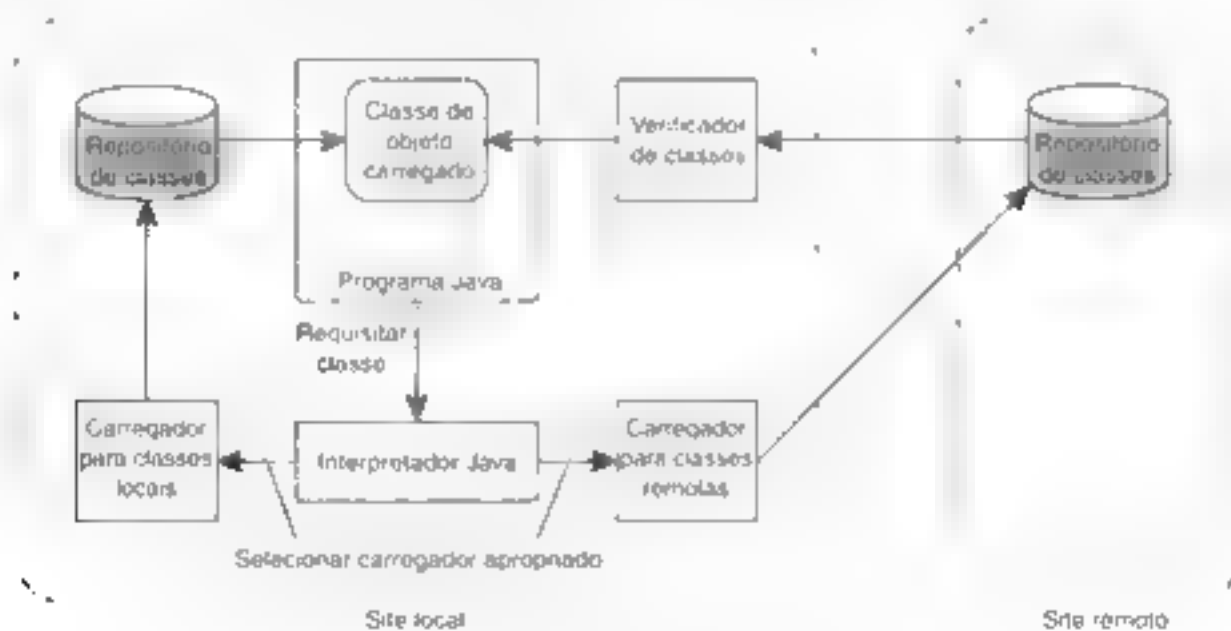 Repositório
de classes
Classe de
objeto
carregado
Verificador
de classes
Repositório
de classes
Programa Java
Requisitar
classe
Carregador
para classes
locais
Interpretador Java
Carregador
para classes
remotas
Selecionar carregador apropriado
Site local
Site remoto